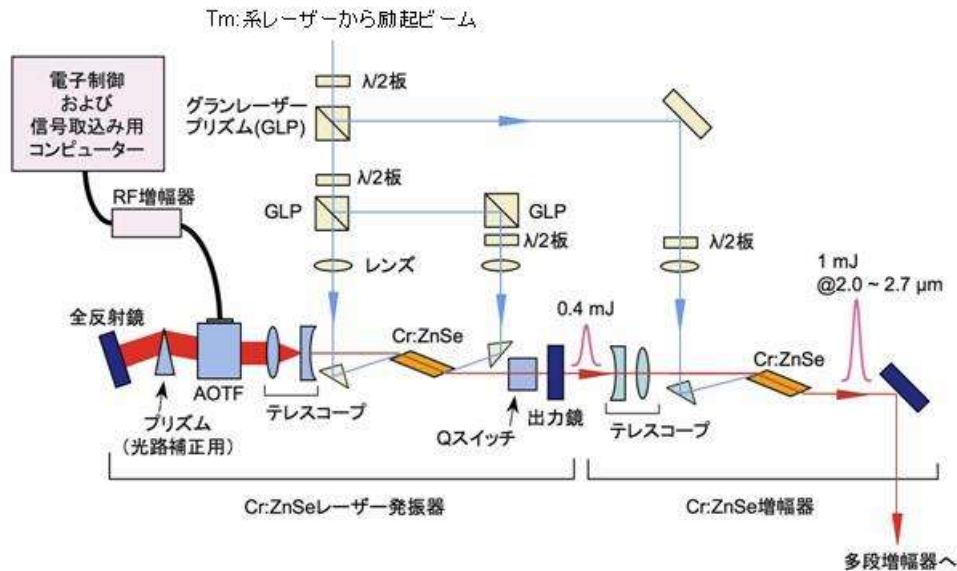 Tm:系レーザーから励起ビーム
電子制御
および
信号取込み用
コンピューター
λ/2板
グランレーザー
プリズム(GLP)
RF増幅器
λ/2板
GLP
GLP
λ/2板
λ/2板
レンズ
1 mJ
@2.0 ~ 2.7 μm
0.4 mJ
全反射鏡
Cr:ZnSe
Cr:ZnSe
AOTF
プリズム
(光路補正用)
テレスコープ
Qスイッチ
出力鏡
テレスコープ
Cr:ZnSeレーザー発振器
Cr:ZnSe増幅器
多段増幅器へ